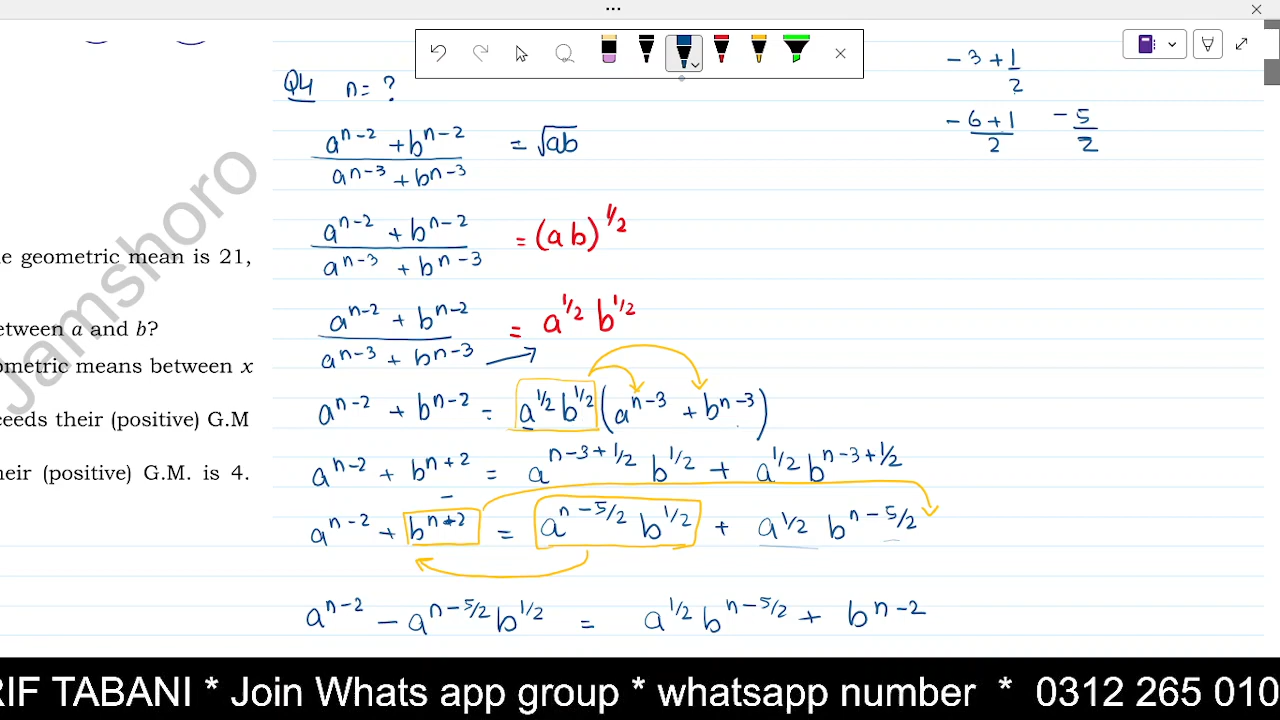 Q4 n = ?
a^{n-2} + b^{n-2} / a^{n-3} + b^{n-3} = √ab
a^{n-2} + b^{n-2} / a^{n-3} + b^{n-3} = (ab)^{1/2}
a^{n-2} + b^{n-2} / a^{n-3} + b^{n-3} = a^{1/2} b^{1/2}
a^{n-2} + b^{n-2} = a^{1/2} b^{1/2} (a^{n-3} + b^{n-3})
a^{n-2} + b^{n+2} = a^{n-3+1/2} b^{1/2} + a^{1/2} b^{n-3+1/2}
a^{n-2} + b^{n+2} = a^{n-5/2} b^{1/2} + a^{1/2} b^{n-5/2}
a^{n-2} - a^{n-5/2} b^{1/2} = a^{1/2} b^{n-5/2} + b^{n-2}
-3 + 1/2
-6+1/2 -5/2
Jamshoro
e geometric mean is 21,
etween a and b?
ometric means between x
ceeds their (positive) G.M
heir (positive) G.M. is 4.
RIF TABANI * Join Whats app group * whatsapp number * 0312 265 010